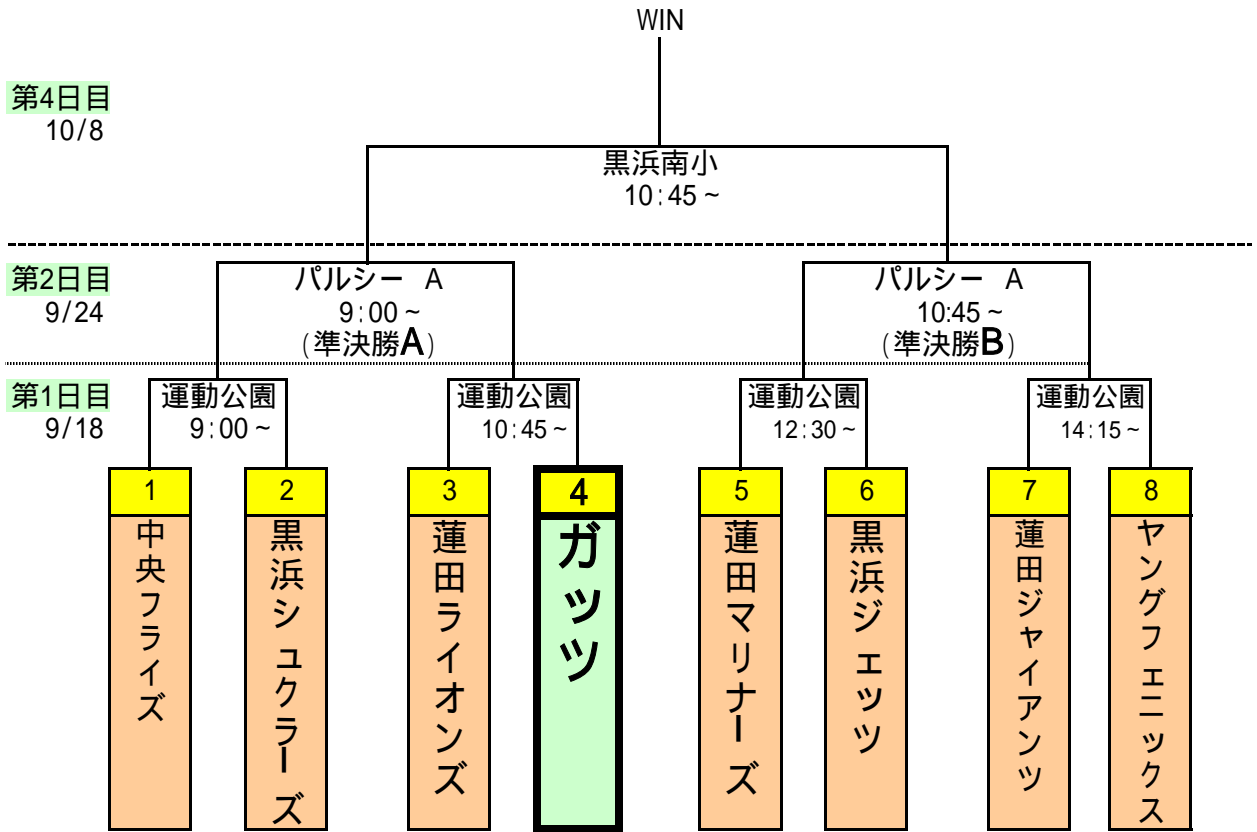 WIN
第4日目
10/8
黒浜南小
10:45~
第2日目
9/24
パルシー A
9:00~
(準決勝A)
パルシー A
10:45~
(準決勝B)
第1日目
9/18
運動公園
9:00~
運動公園
10:45~
運動公園
12:30~
運動公園
14:15~
1
中央フライズ
2
黒浜シュクラーズ
3
蓮田ライオンズ
4
ガッツ
5
蓮田マリナーズ
6
黒浜ジェッツ
7
蓮田ジャイアンツ
8
ヤングフェニックス